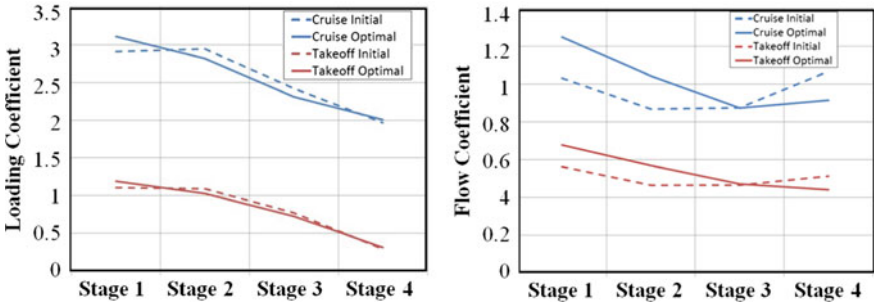 3.5
3
2.5
2
1.5
1
0.5
0
Loading Coefficient
Cruise Initial
Cruise Optimal
Takeoff Initial
Takeoff Optimal
Stage 1 Stage 2 Stage 3 Stage 4
1.4
1.2
1
0.8
0.6
4
0.2
0
Flow Coefficient
Cruise Initial
Cruise Optimal
Takeoff Initial
Takeoff Optimal
Stage 1 Stage 2 Stage 3 Stage 4